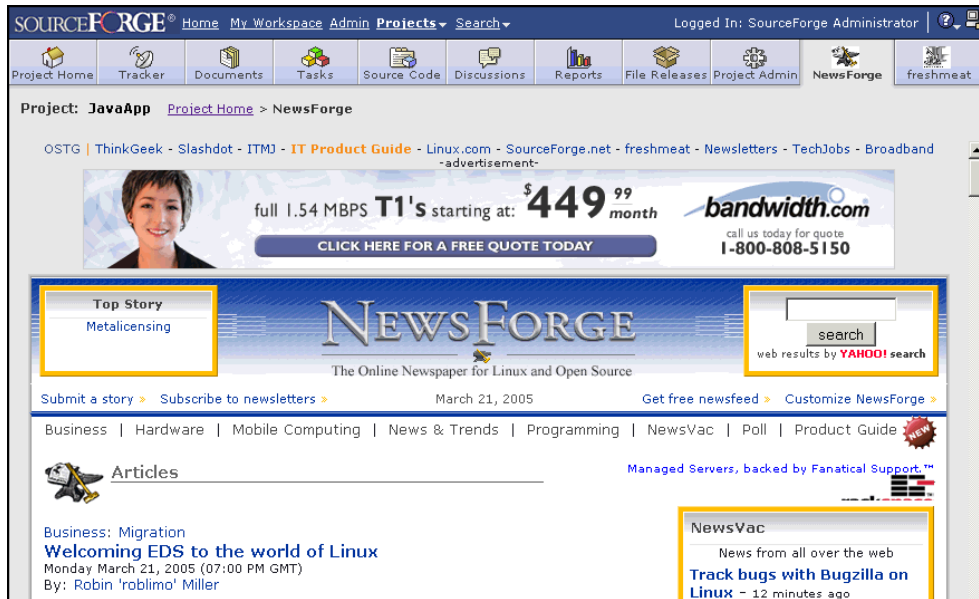 SOURCEFORGE® Home My Workspace Admin Projects Search Logged In: SourceForge Administrator
Project Home Tracker Documents Tasks Source Code Discussions Reports File Releases Project Admin NewsForge freshmeat
Project: JavaApp Project Home > NewsForge
OSTG | ThinkGeek - Slashdot - ITMJ - IT Product Guide - Linux.com - SourceForge.net - freshmeat - Newsletters - TechJobs - Broadband
-advertisement-
full 1.54 MBPS T1's starting at: $449 99 month
CLICK HERE FOR A FREE QUOTE TODAY
bandwidth.com
call us today for quote
1-800-808-5150
Top Story
Metalicensing
NEWSFORGE
The Online Newspaper for Linux and Open Source
search
web results by YAHOO! search
Submit a story » Subscribe to newsletters » March 21, 2005 Get free newsfeed » Customize NewsForge »
Business | Hardware | Mobile Computing | News & Trends | Programming | NewsVac | Poll | Product Guide NEW
Articles
Managed Servers, backed by Fanatical Support.™
Business: Migration
Welcoming EDS to the world of Linux
Monday March 21, 2005 (07:00 PM GMT)
By: Robin 'roblimo' Miller
NewsVac
News from all over the web
Track bugs with Bugzilla on
Linux - 12 minutes ago